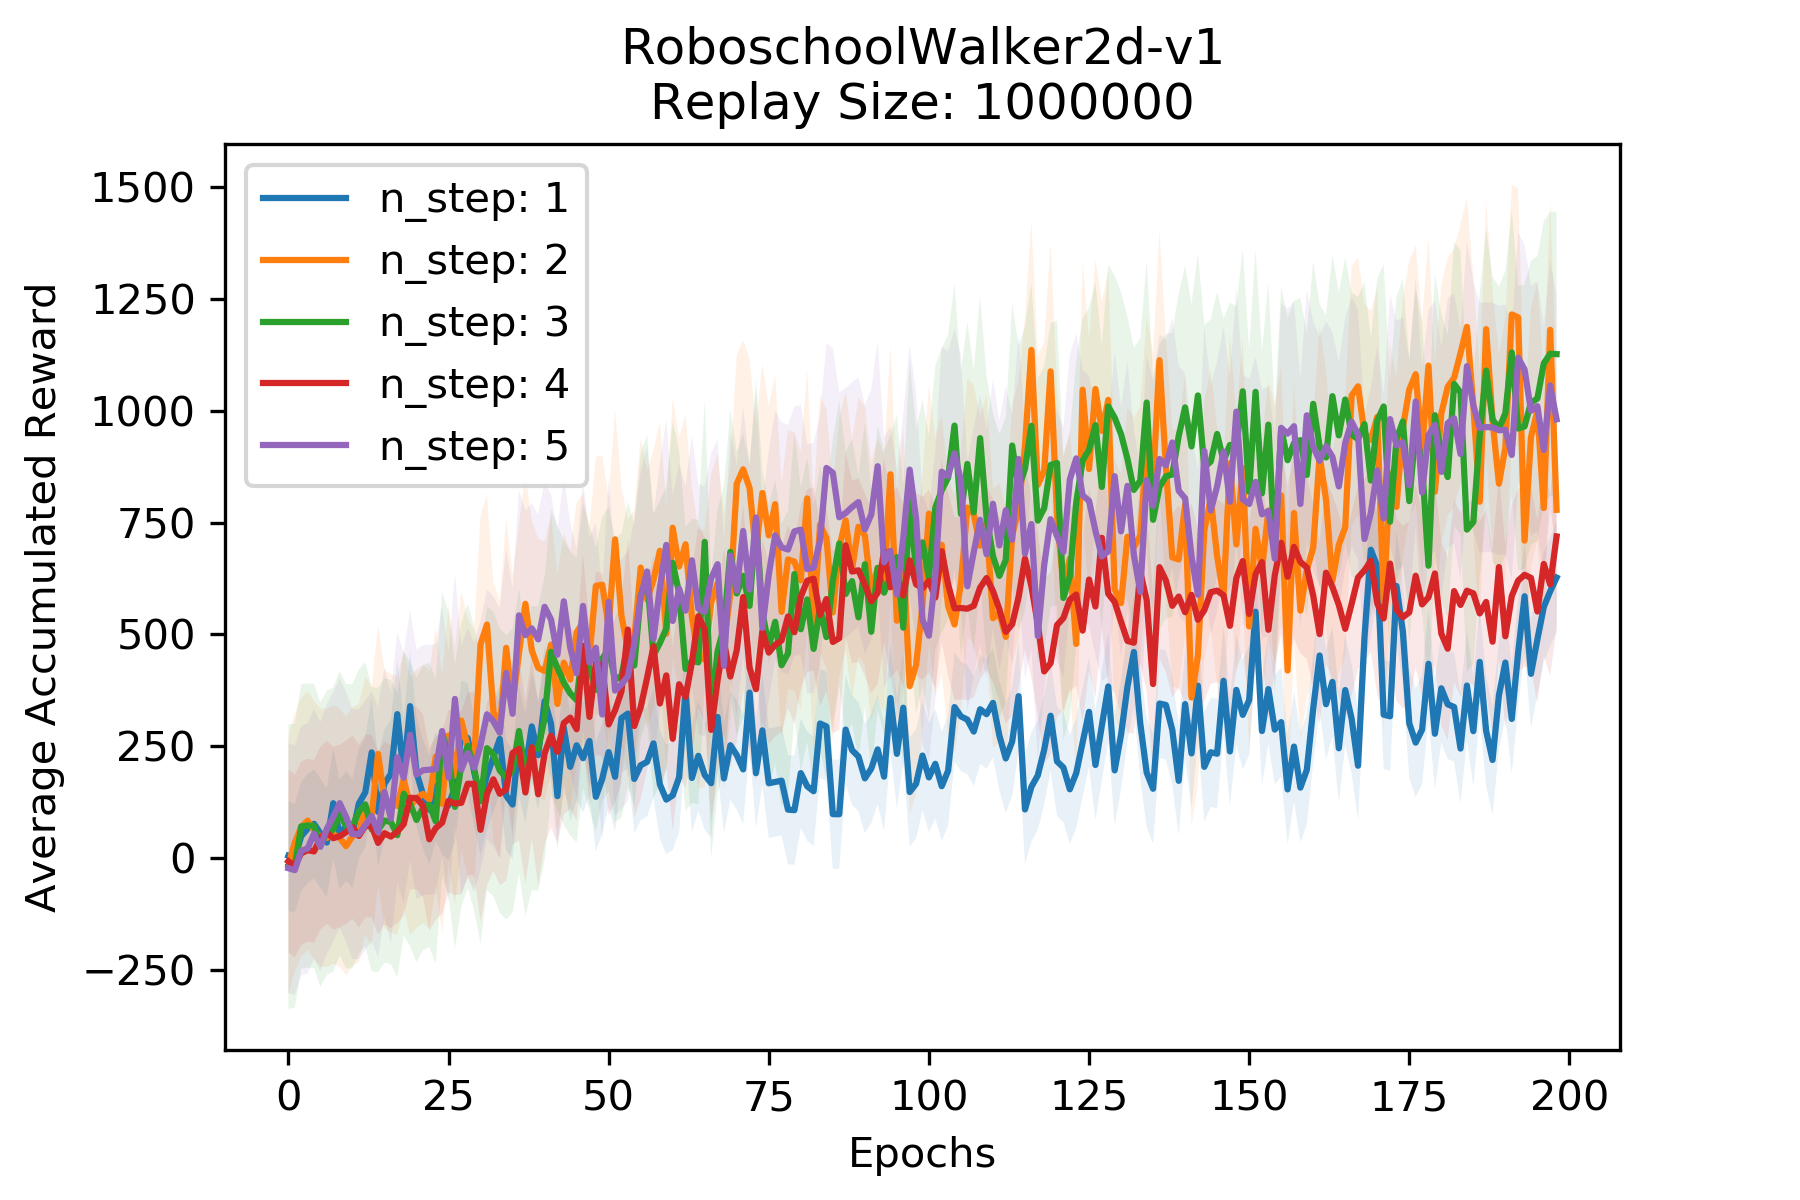 RoboschoolWalker2d-v1
Replay Size: 1000000
n_step: 1
n_step: 2
n_step: 3
n_step: 4
n_step: 5
Average Accumulated Reward
1500
1250
1000
750
500
250
0
−250
0 25 50 75 100 125 150 175 200
Epochs